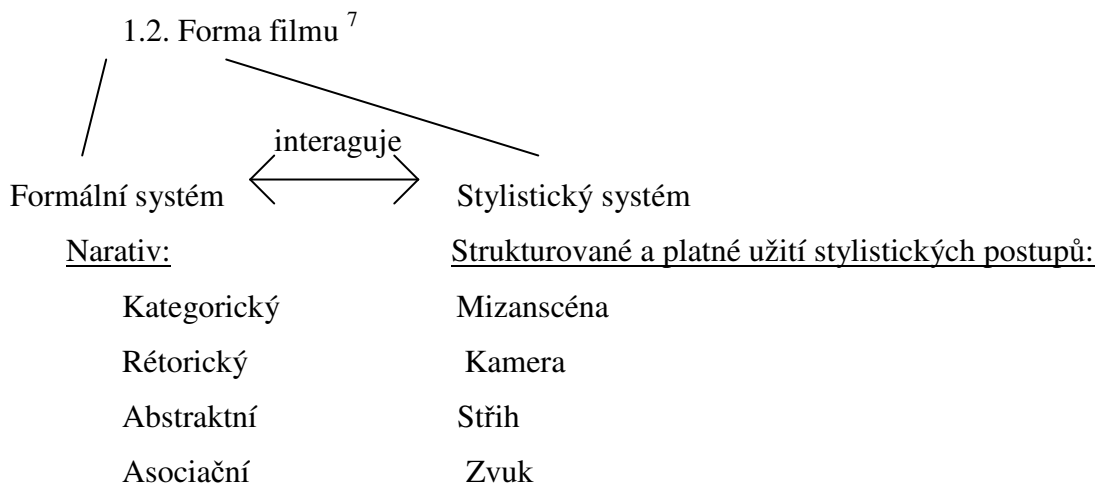 1.2. Forma filmu 7
interaguje
Formální systém Stylistický systém
Narativ: Strukturované a platné užití stylistických postupů:
Kategorický Mizanscéna
Rétorický Kamera
Abstraktní Střih
Asociační Zvuk